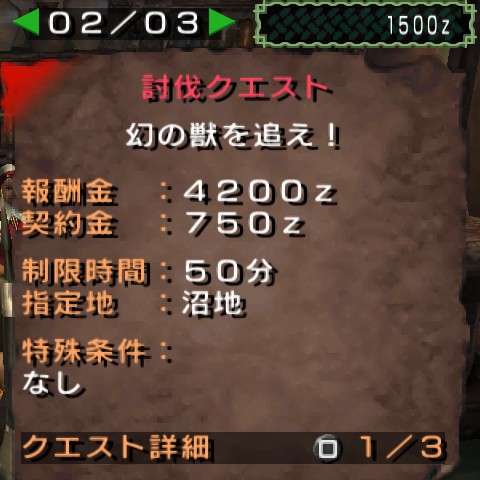 02/03
1500z
討伐クエスト
幻の獣を追え！
報酬金 ：4200z
契約金 ：750z
制限時間：50分
指定地 ：沼地
特殊条件：
なし
クエスト詳細 1/3